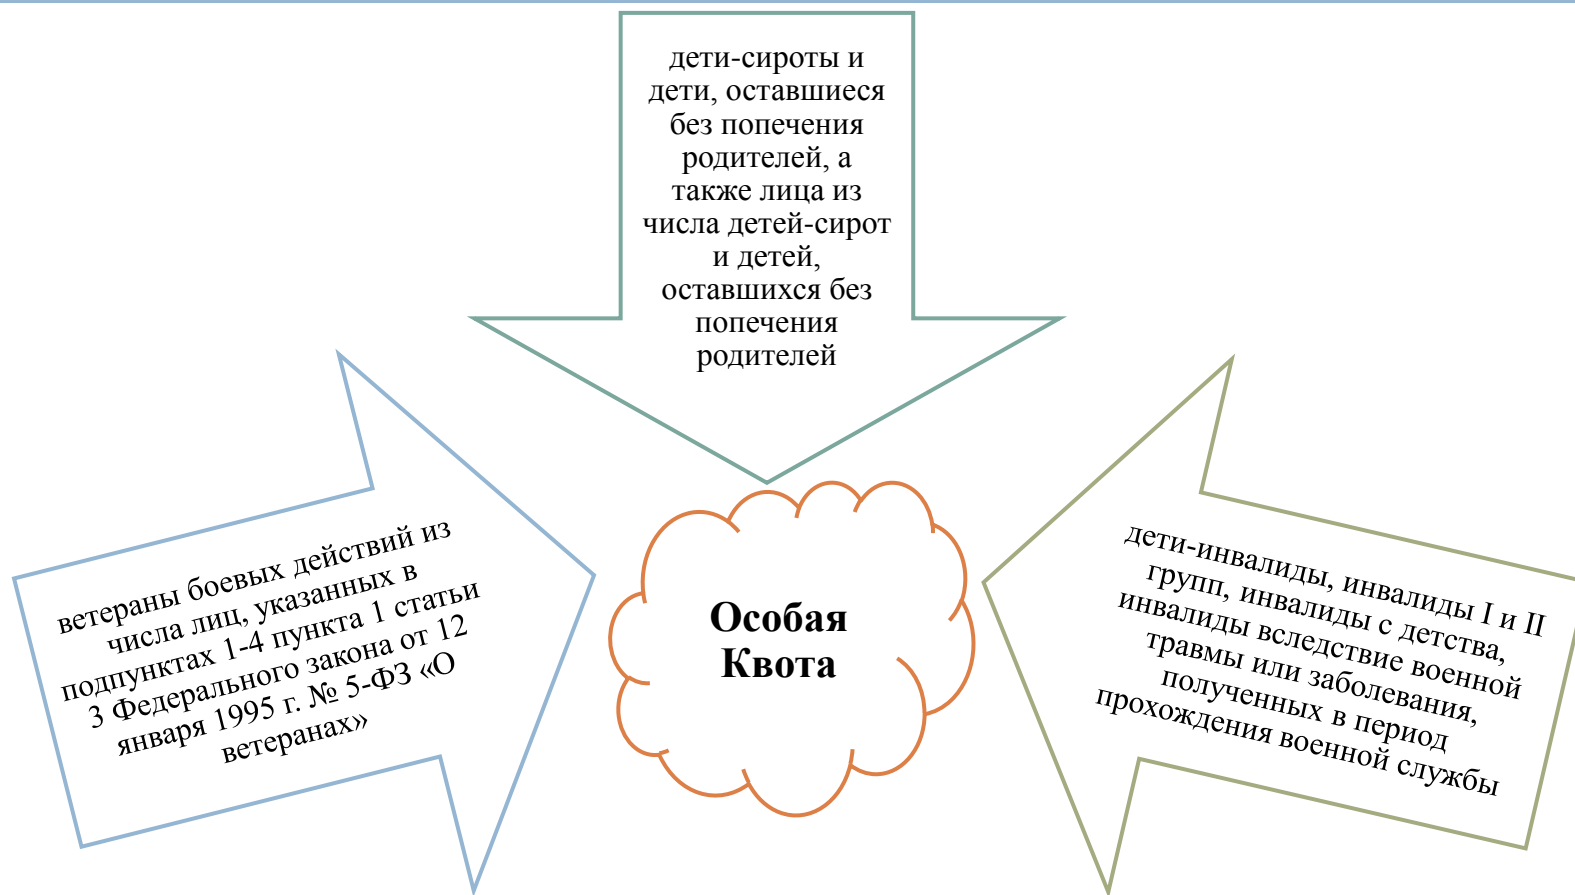 дети-сироты и
дети, оставшиеся
без попечения
родителей, а
также лица из
числа детей-сирот
и детей,
оставшихся без
попечения
родителей
ветераны боевых действий из
числа лиц, указанных в
подпунктах 1-4 пункта 1 статьи
3 Федерального закона от 12
января 1995 г. № 5-ФЗ «О
ветеранах»
Особая
Квота
дети-инвалиды, инвалиды I и II
групп, инвалиды с детства,
инвалиды вследствие военной
травмы или заболевания,
полученных в период
прохождения военной службы